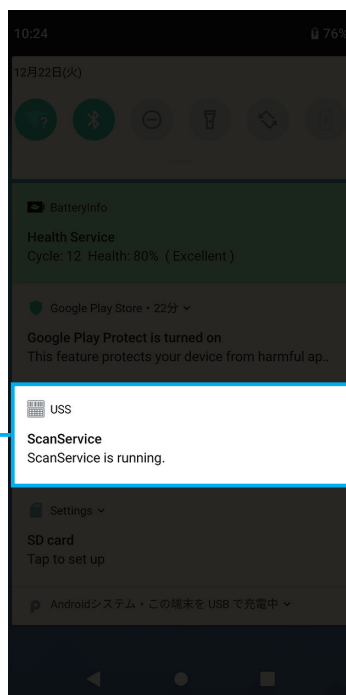 10:24 76%
12月22日(火)
BatteryInfo
Health Service
Cycle: 12 Health: 80% ( Excellent )
Google Play Store・22分
Google Play Protect is turned on
This feature protects your device from harmful ap..
USS
ScanService
ScanService is running.
Settings
SD card
Tap to set up
Androidシステム・この端末を USB で充電中